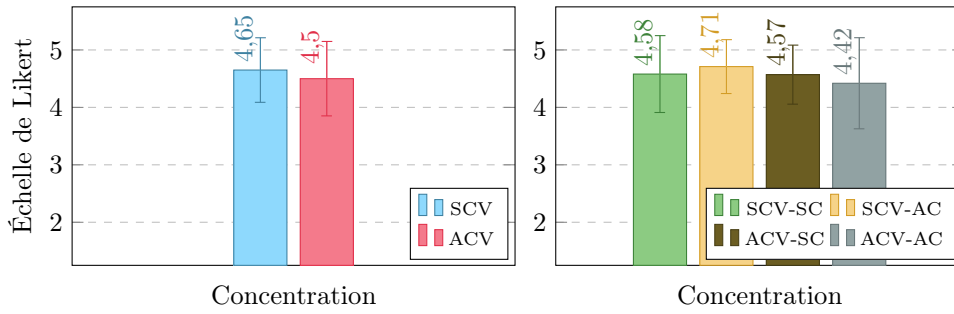 Échelle de Likert
5
4
3
2
4,65
4,5
SCV
ACV
Concentration
5
4
3
2
4,58
4,71
4,57
4,42
SCV-SC SCV-AC
ACV-SC ACV-AC
Concentration